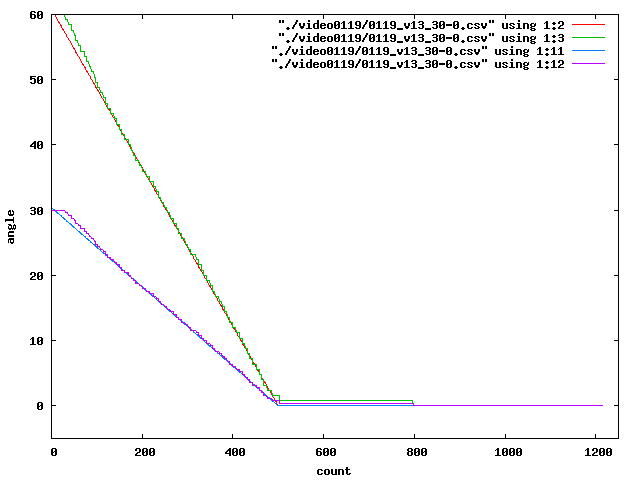 "./video0119/0119_v13_30-0.csv" using 1:2
"./video0119/0119_v13_30-0.csv" using 1:3
"./video0119/0119_v13_30-0.csv" using 1:11
"./video0119/0119_v13_30-0.csv" using 1:12
60
50
40
30
20
10
0
angle
0 200 400 600 800 1000 1200
count